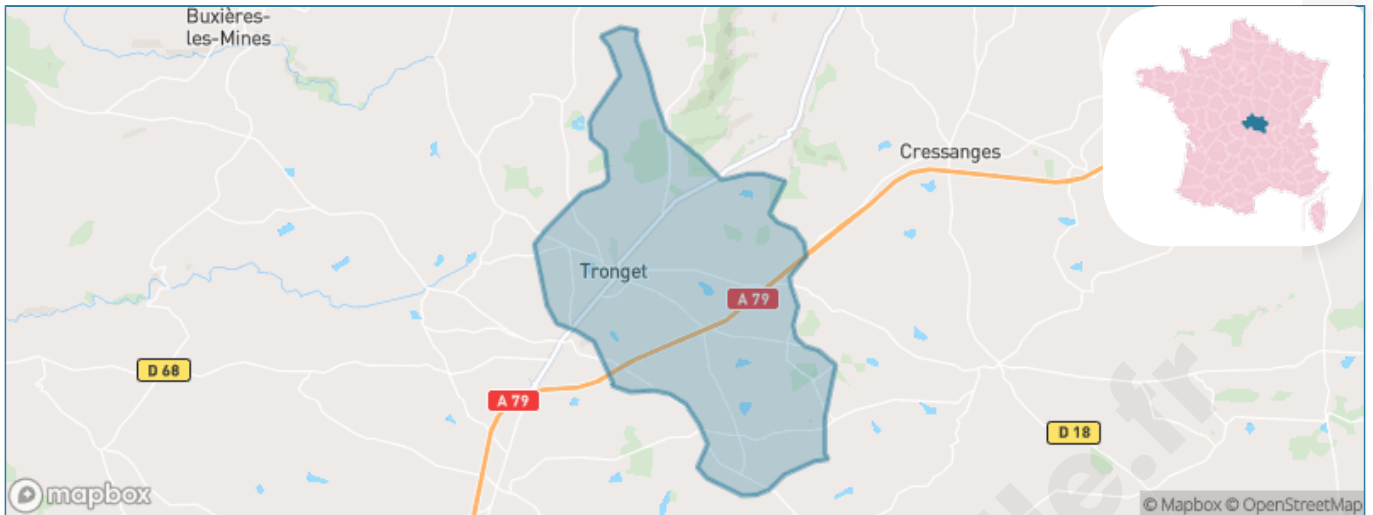 Buxières-
les-Mines
Cressanges
Tronget
A 79
D 68
A 79
D 18
mapbox
© Mapbox © OpenStreetMap